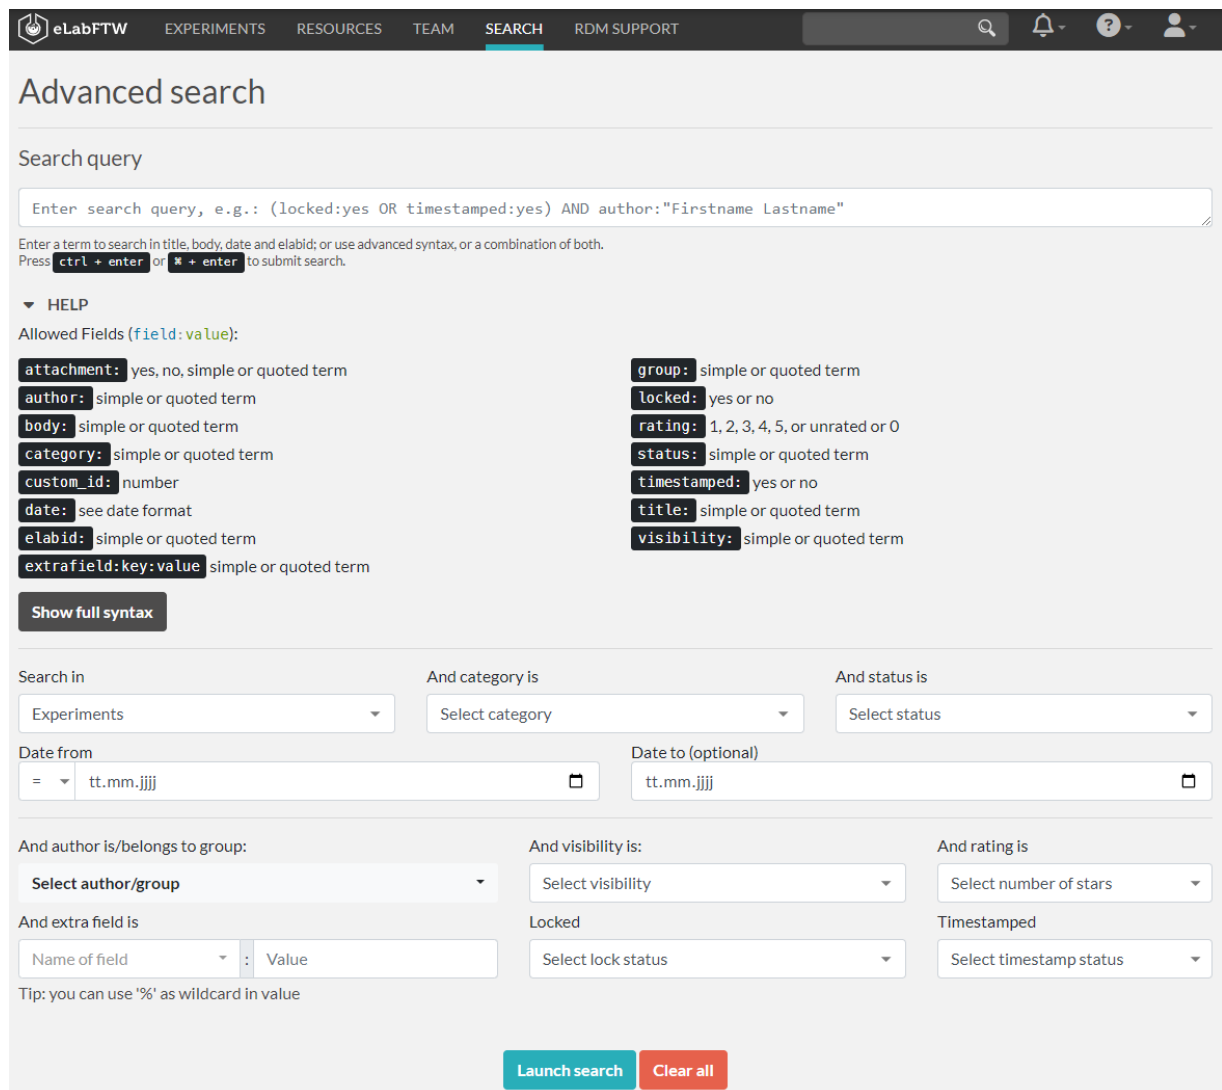 eLabFTW EXPERIMENTS RESOURCES TEAM SEARCH RDM SUPPORT ?
Advanced search
Search query
Enter search query, e.g.: (locked:yes OR timestamped:yes) AND author:"Firstname Lastname"
Enter a term to search in title, body, date and elabid; or use advanced syntax, or a combination of both.
Press ctrl + enter or ⌘ + enter to submit search.
HELP
Allowed Fields (field:value):
attachment: yes, no, simple or quoted term
author: simple or quoted term
body: simple or quoted term
category: simple or quoted term
custom_id: number
date: see date format
elabid: simple or quoted term
extrafield:key:value simple or quoted term
group: simple or quoted term
locked: yes or no
rating: 1, 2, 3, 4, 5, or unrated or 0
status: simple or quoted term
timestamped: yes or no
title: simple or quoted term
visibility: simple or quoted term
Show full syntax
Search in And category is And status is
Experiments Select category Select status
Date from Date to (optional)
= tt.mm.jjjj tt.mm.jjjj
And author is/belongs to group: And visibility is: And rating is
Select author/group Select visibility Select number of stars
And extra field is Locked Timestamped
Name of field : Value Select lock status Select timestamp status
Tip: you can use '%' as wildcard in value
Launch search Clear all